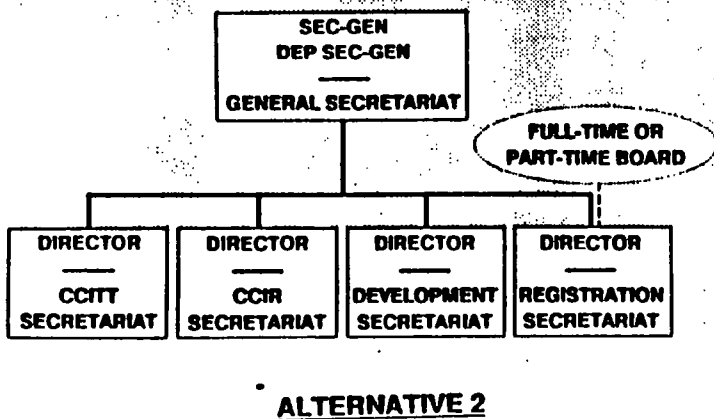 SEC-GEN
DEP SEC-GEN
GENERAL SECRETARIAT
FULL-TIME OR
PART-TIME BOARD
DIRECTOR
CCITT
SECRETARIAT
DIRECTOR
CCIR
SECRETARIAT
DIRECTOR
DEVELOPMENT
SECRETARIAT
DIRECTOR
REGISTRATION
SECRETARIAT
ALTERNATIVE 2